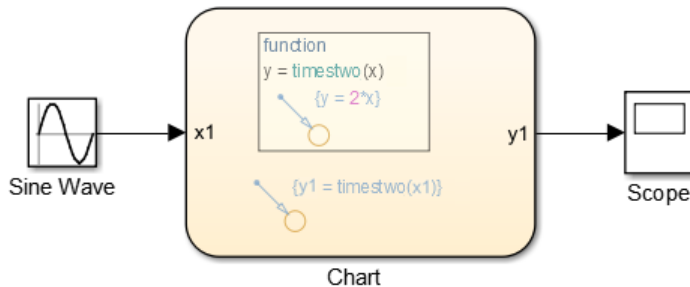 function
y = timestwo(x)
{y = 2*x}
x1
y1
{y1 = timestwo(x1)}
Sine Wave
Scope
Chart